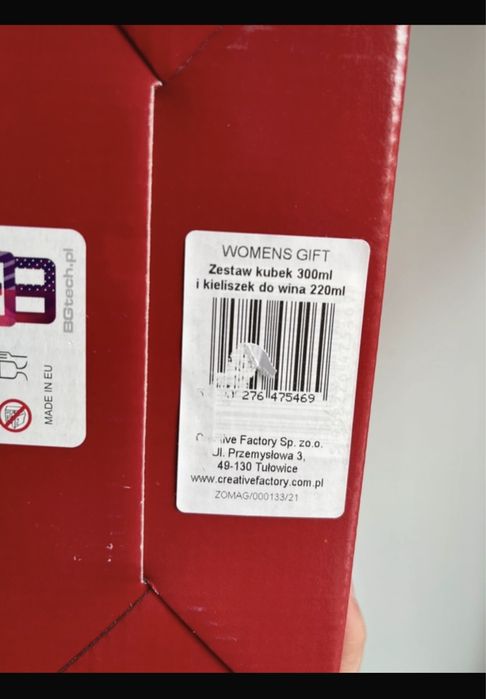 WOMENS GIFT
Zestaw kubek 300ml
i kieliszek do wina 220ml
276 475469
Factory Sp. zo.o.
Ul. Przemysłowa 3,
49-130 Tułowice
www.creativefactory.com.pl
ZOMAG/000133/21
BGtech.pl
MADE IN EU